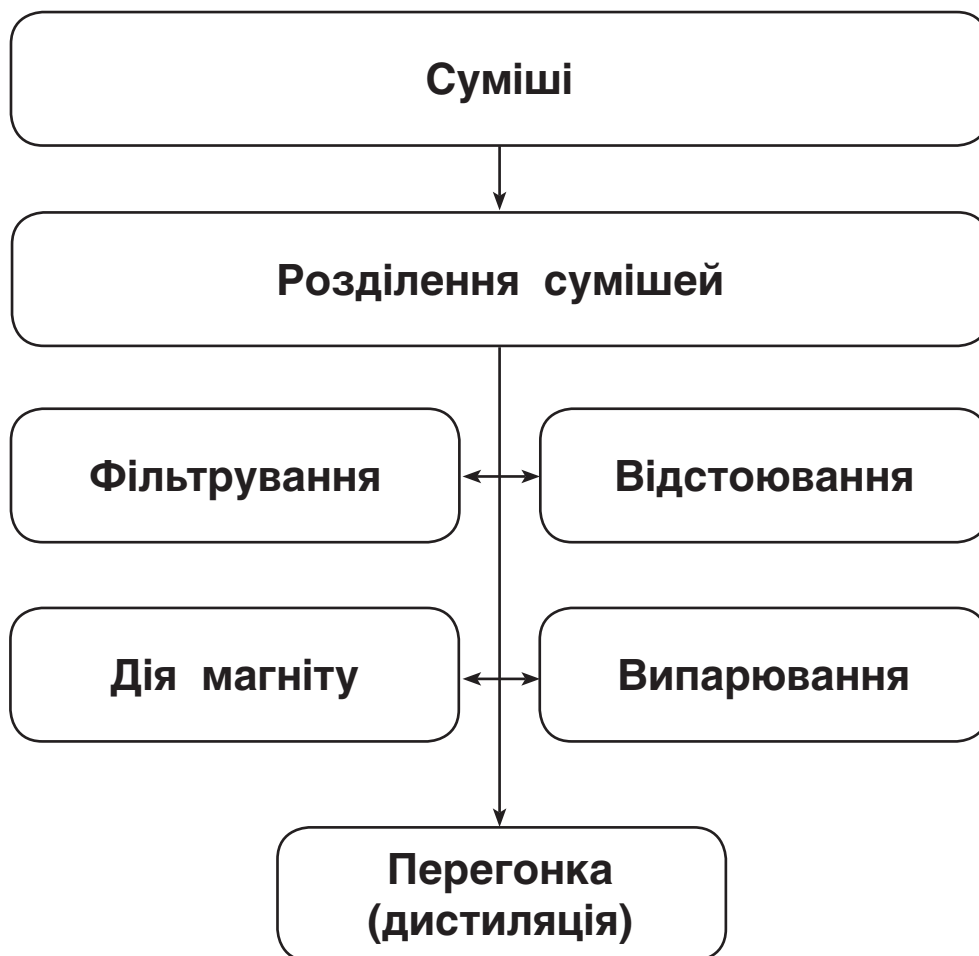 Суміші
Розділення сумішей
Фільтрування
Відстоювання
Дія магніту
Випарювання
Перегонка
(дистиляція)